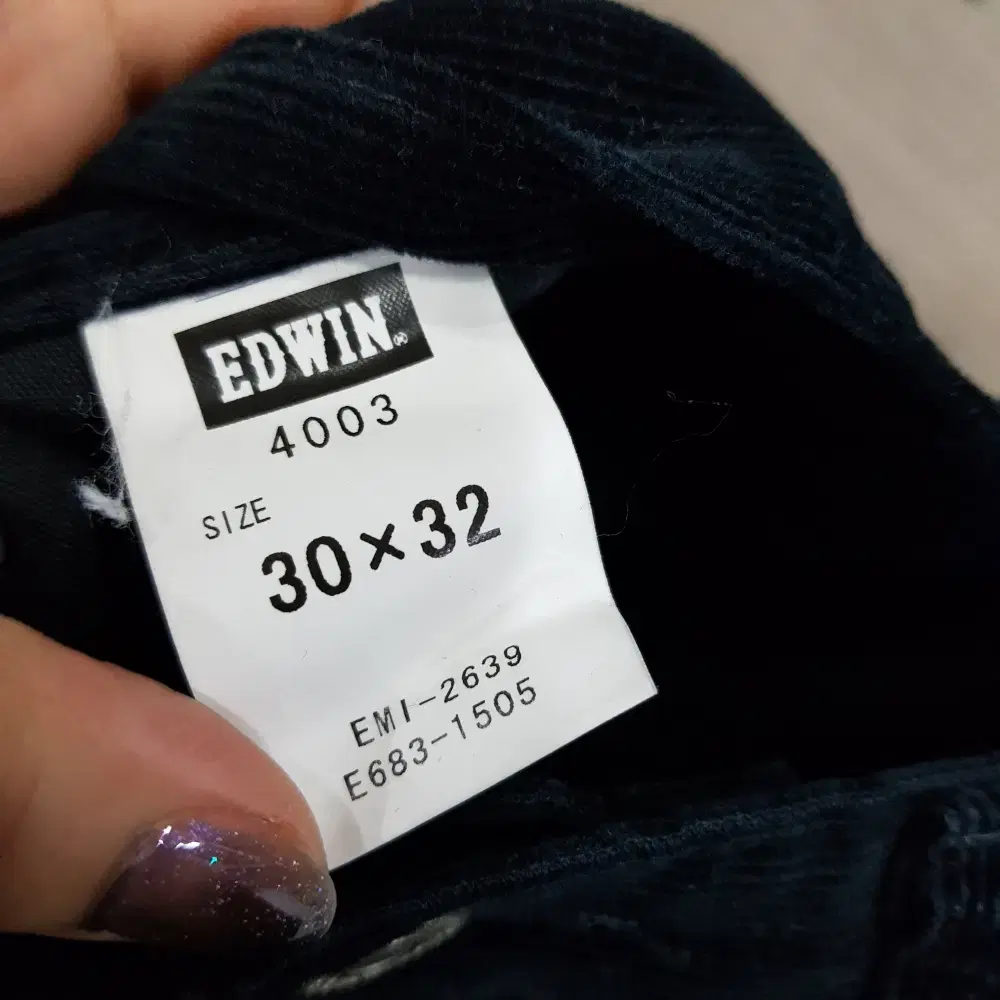 EDWIN®
4003
SIZE
30×32
EMI-2639
E683-1505